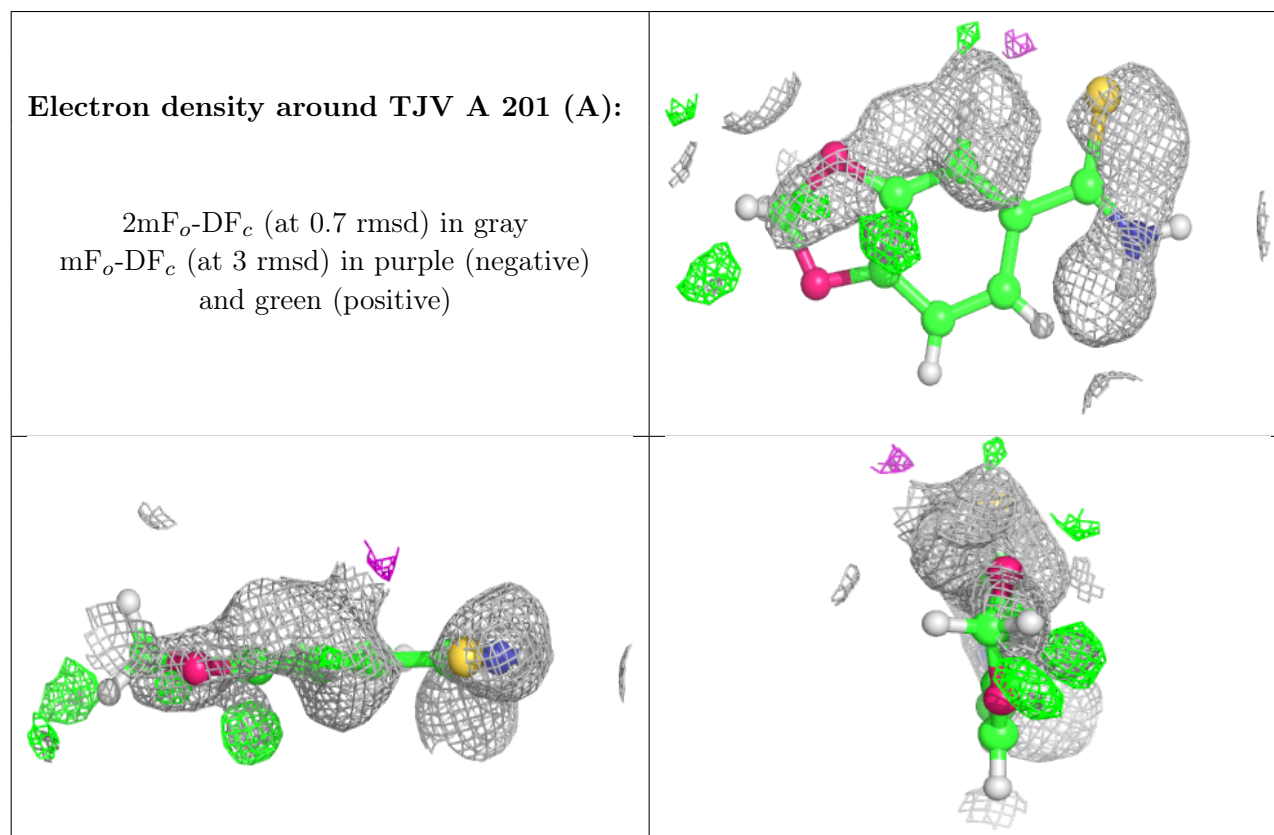 Electron density around TJV A 201 (A):
2mFₒ-DF𝒸 (at 0.7 rmsd) in gray
mFₒ-DF𝒸 (at 3 rmsd) in purple (negative)
and green (positive)